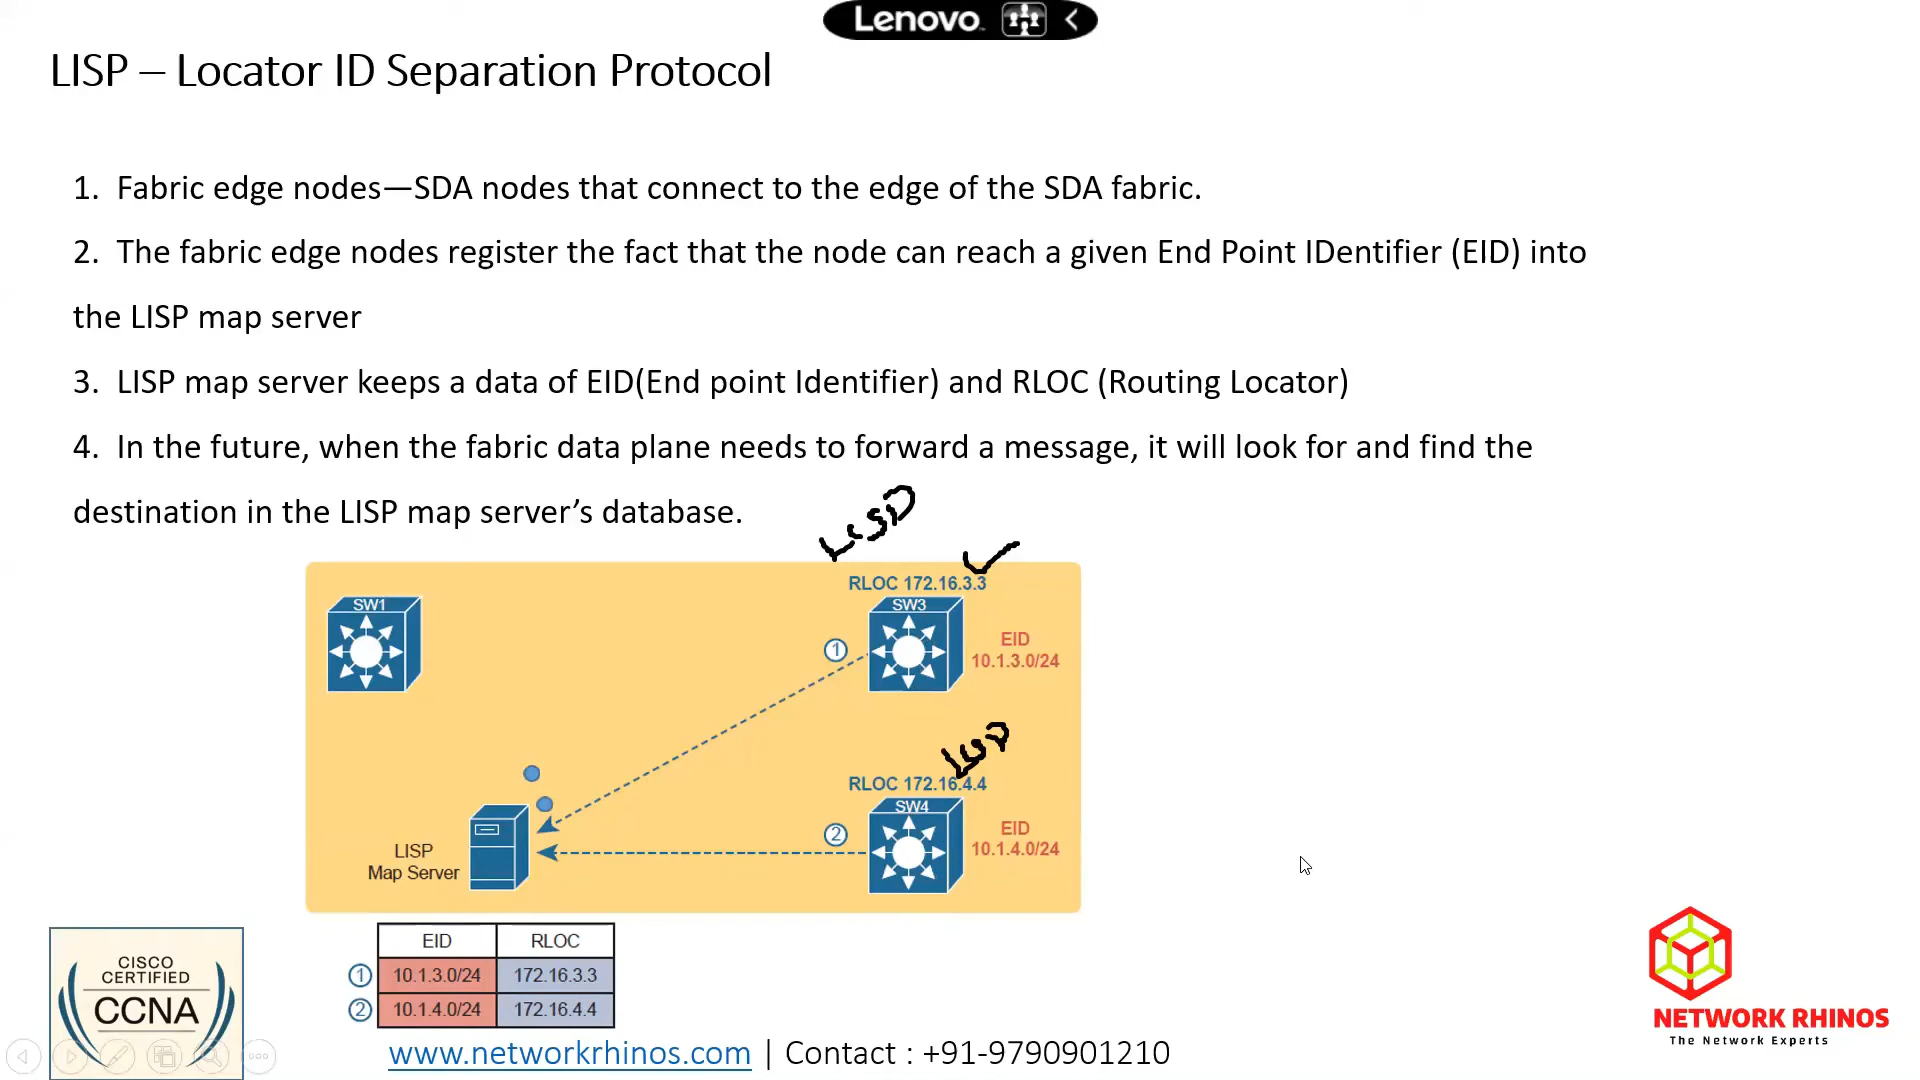 Lenovo
LISP – Locator ID Separation Protocol
1. Fabric edge nodes—SDA nodes that connect to the edge of the SDA fabric.
2. The fabric edge nodes register the fact that the node can reach a given End Point IDentifier (EID) into
the LISP map server
3. LISP map server keeps a data of EID(End point Identifier) and RLOC (Routing Locator)
4. In the future, when the fabric data plane needs to forward a message, it will look for and find the
destination in the LISP map server’s database.
RLOC 172.16.3.3
SW1
SW3
1
EID
10.1.3.0/24
RLOC 172.16.4.4
SW4
2
EID
10.1.4.0/24
LISP
Map Server
EID RLOC
1 10.1.3.0/24 172.16.3.3
2 10.1.4.0/24 172.16.4.4
CISCO
CERTIFIED
CCNA
NETWORK RHINOS
The Network Experts
www.networkrhinos.com | Contact : +91-9790901210